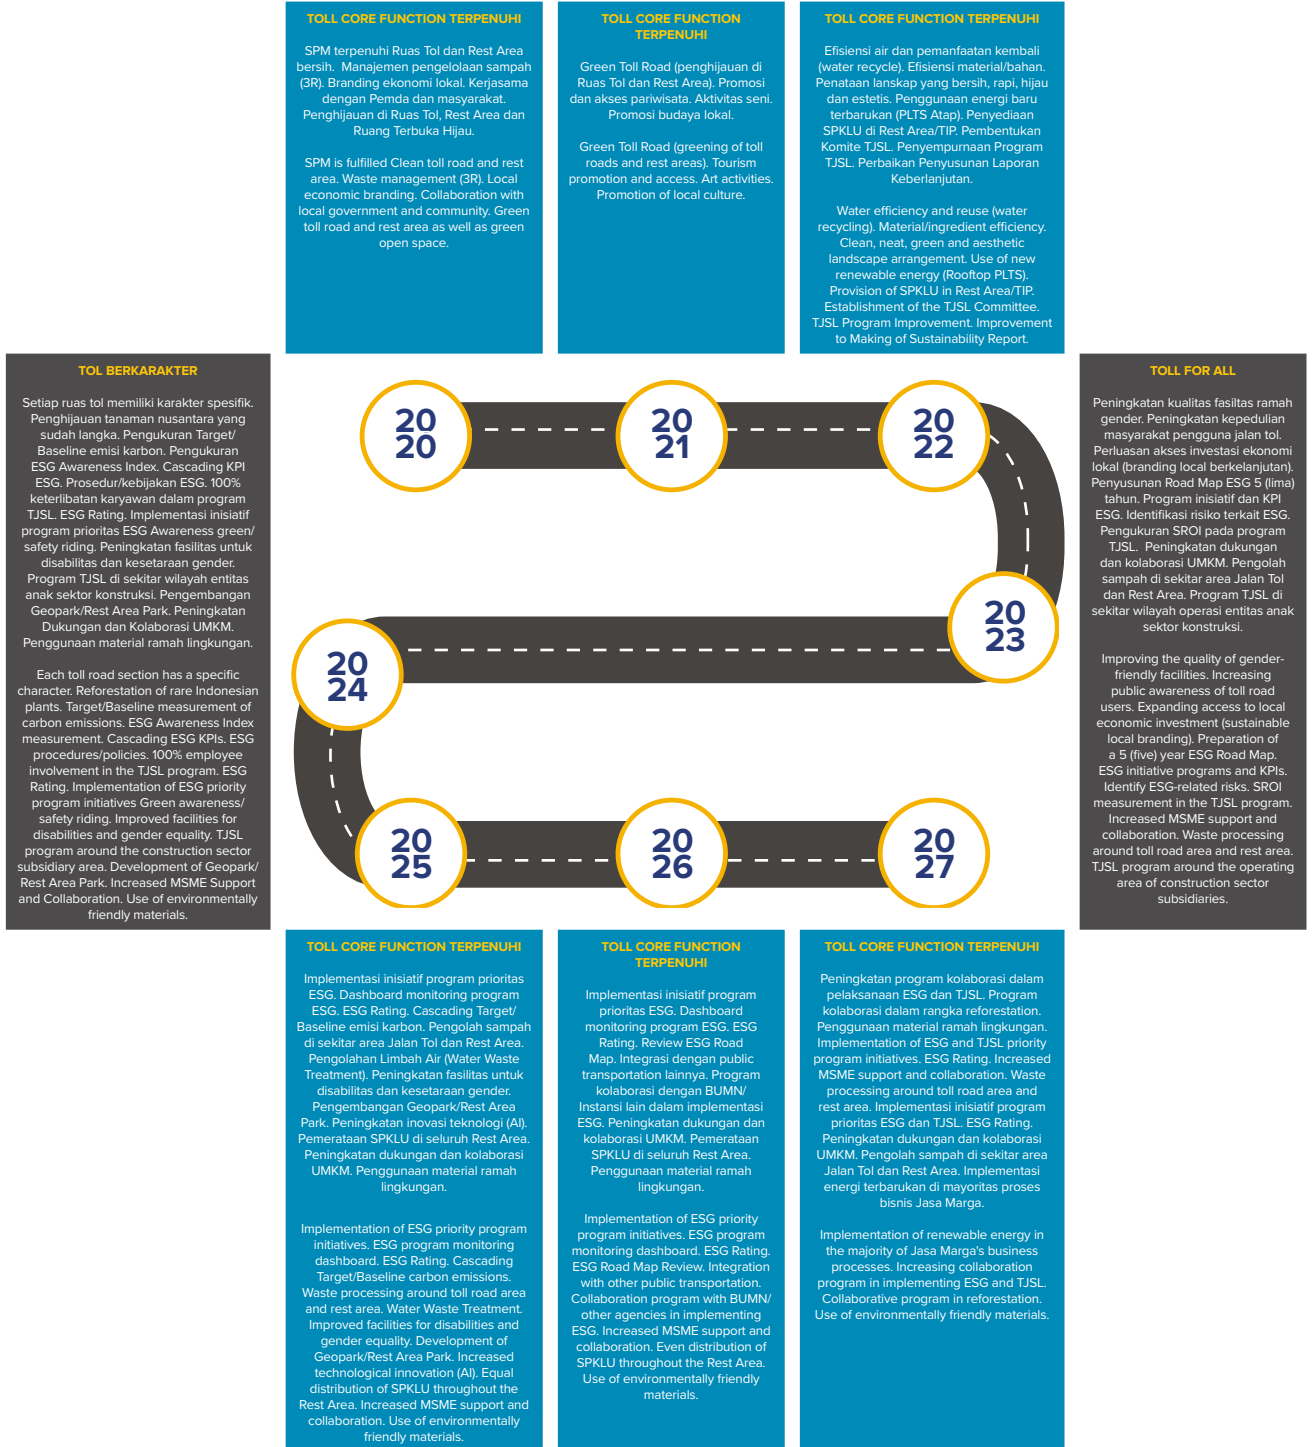 TOLL CORE FUNCTION TERPENUHI
SPM terpenuhi Ruas Tol dan Rest Area
bersih. Manajemen pengelolaan sampah
(3R). Branding ekonomi lokal. Kerjasama
dengan Pemda dan masyarakat.
Penghijauan di Ruas Tol, Rest Area dan
Ruang Terbuka Hijau.
SPM is fulfilled Clean toll road and rest
area. Waste management (3R). Local
economic branding. Collaboration with
local government and community. Green
toll road and rest area as well as green
open space.
TOLL CORE FUNCTION
TERPENUHI
Green Toll Road (penghijauan di
Ruas Tol dan Rest Area). Promosi
dan akses pariwisata. Aktivitas seni.
Promosi budaya lokal.
Green Toll Road (greening of toll
roads and rest areas). Tourism
promotion and access. Art activities.
Promotion of local culture.
TOLL CORE FUNCTION TERPENUHI
Efisiensi air dan pemanfaatan kembali
(water recycle). Efisiensi material/bahan.
Penataan lanskap yang bersih, rapi, hijau
dan estetis. Penggunaan energi baru
terbarukan (PLTS Atap). Penyediaan
SPKLU di Rest Area/TIP. Pembentukan
Komite TJSL. Penyempurnaan Program
TJSL. Perbaikan Penyusunan Laporan
Keberlanjutan.
Water efficiency and reuse (water
recycling). Material/ingredient efficiency.
Clean, neat, green and aesthetic
landscape arrangement. Use of new
renewable energy (Rooftop PLTS).
Provision of SPKLU in Rest Area/TIP.
Establishment of the TJSL Committee.
TJSL Program Improvement. Improvement
to Making of Sustainability Report.
TOL BERKARAKTER
Setiap ruas tol memiliki karakter spesifik.
Penghijauan tanaman nusantara yang
sudah langka. Pengukuran Target/
Baseline emisi karbon. Pengukuran
ESG Awareness Index. Cascading KPI
ESG. Prosedur/kebijakan ESG. 100%
keterlibatan karyawan dalam program
TJSL. ESG Rating. Implementasi inisiatif
program prioritas ESG Awareness green/
safety riding. Peningkatan fasilitas untuk
disabilitas dan kesetaraan gender.
Program TJSL di sekitar wilayah entitas
anak sektor konstruksi. Pengembangan
Geopark/Rest Area Park. Peningkatan
Dukungan dan Kolaborasi UMKM.
Penggunaan material ramah lingkungan.
Each toll road section has a specific
character. Reforestation of rare Indonesian
plants. Target/Baseline measurement of
carbon emissions. ESG Awareness Index
measurement. Cascading ESG KPIs. ESG
procedures/policies. 100% employee
involvement in the TJSL program. ESG
Rating. Implementation of ESG priority
program initiatives Green awareness/
safety riding. Improved facilities for
disabilities and gender equality. TJSL
program around the construction sector
subsidiary area. Development of Geopark/
Rest Area Park. Increased MSME Support
and Collaboration. Use of environmentally
friendly materials.
20
20
20
21
20
22
20
23
20
24
20
25
20
26
20
27
TOLL FOR ALL
Peningkatan kualitas fasiltas ramah
gender. Peningkatan kepedulian
masyarakat pengguna jalan tol.
Perluasan akses investasi ekonomi
lokal (branding local berkelanjutan).
Penyusunan Road Map ESG 5 (lima)
tahun. Program inisiatif dan KPI
ESG. Identifikasi risiko terkait ESG.
Pengukuran SROI pada program
TJSL. Peningkatan dukungan
dan kolaborasi UMKM. Pengolah
sampah di sekitar area Jalan Tol
dan Rest Area. Program TJSL di
sekitar wilayah operasi entitas anak
sektor konstruksi.
Improving the quality of gender-
friendly facilities. Increasing
public awareness of toll road
users. Expanding access to local
economic investment (sustainable
local branding). Preparation of
a 5 (five) year ESG Road Map.
ESG initiative programs and KPIs.
Identify ESG-related risks. SROI
measurement in the TJSL program.
Increased MSME support and
collaboration. Waste processing
around toll road area and rest area.
TJSL program around the operating
area of construction sector
subsidiaries.
TOLL CORE FUNCTION TERPENUHI
Implementasi inisiatif program prioritas
ESG. Dashboard monitoring program
ESG. ESG Rating. Cascading Target/
Baseline emisi karbon. Pengolah sampah
di sekitar area Jalan Tol dan Rest Area.
Pengolahan Limbah Air (Water Waste
Treatment). Peningkatan fasilitas untuk
disabilitas dan kesetaraan gender.
Pengembangan Geopark/Rest Area
Park. Peningkatan inovasi teknologi (AI).
Pemerataan SPKLU di seluruh Rest Area.
Peningkatan dukungan dan kolaborasi
UMKM. Penggunaan material ramah
lingkungan.
Implementation of ESG priority program
initiatives. ESG program monitoring
dashboard. ESG Rating. Cascading
Target/Baseline carbon emissions.
Waste processing around toll road area
and rest area. Water Waste Treatment.
Improved facilities for disabilities and
gender equality. Development of
Geopark/Rest Area Park. Increased
technological innovation (AI). Equal
distribution of SPKLU throughout the
Rest Area. Increased MSME support and
collaboration. Use of environmentally
friendly materials.
TOLL CORE FUNCTION
TERPENUHI
Implementasi inisiatif program
prioritas ESG. Dashboard
monitoring program ESG. ESG
Rating. Review ESG Road
Map. Integrasi dengan public
transportation lainnya. Program
kolaborasi dengan BUMN/
Instansi lain dalam implementasi
ESG. Peningkatan dukungan dan
kolaborasi UMKM. Pemerataan
SPKLU di seluruh Rest Area.
Penggunaan material ramah
lingkungan.
Implementation of ESG priority
program initiatives. ESG program
monitoring dashboard. ESG Rating.
ESG Road Map Review. Integration
with other public transportation.
Collaboration program with BUMN/
other agencies in implementing
ESG. Increased MSME support and
collaboration. Even distribution of
SPKLU throughout the Rest Area.
Use of environmentally friendly
materials.
TOLL CORE FUNCTION TERPENUHI
Peningkatan program kolaborasi dalam
pelaksanaan ESG dan TJSL. Program
kolaborasi dalam rangka reforestation.
Penggunaan material ramah lingkungan.
Implementation of ESG and TJSL priority
program initiatives. ESG Rating. Increased
MSME support and collaboration. Waste
processing around toll road area and
rest area. Implementasi inisiatif program
prioritas ESG dan TJSL. ESG Rating.
Peningkatan dukungan dan kolaborasi
UMKM. Pengolah sampah di sekitar area
Jalan Tol dan Rest Area. Implementasi
energi terbarukan di mayoritas proses
bisnis Jasa Marga.
Implementation of renewable energy in
the majority of Jasa Marga's business
processes. Increasing collaboration
program in implementing ESG and TJSL.
Collaborative program in reforestation.
Use of environmentally friendly materials.